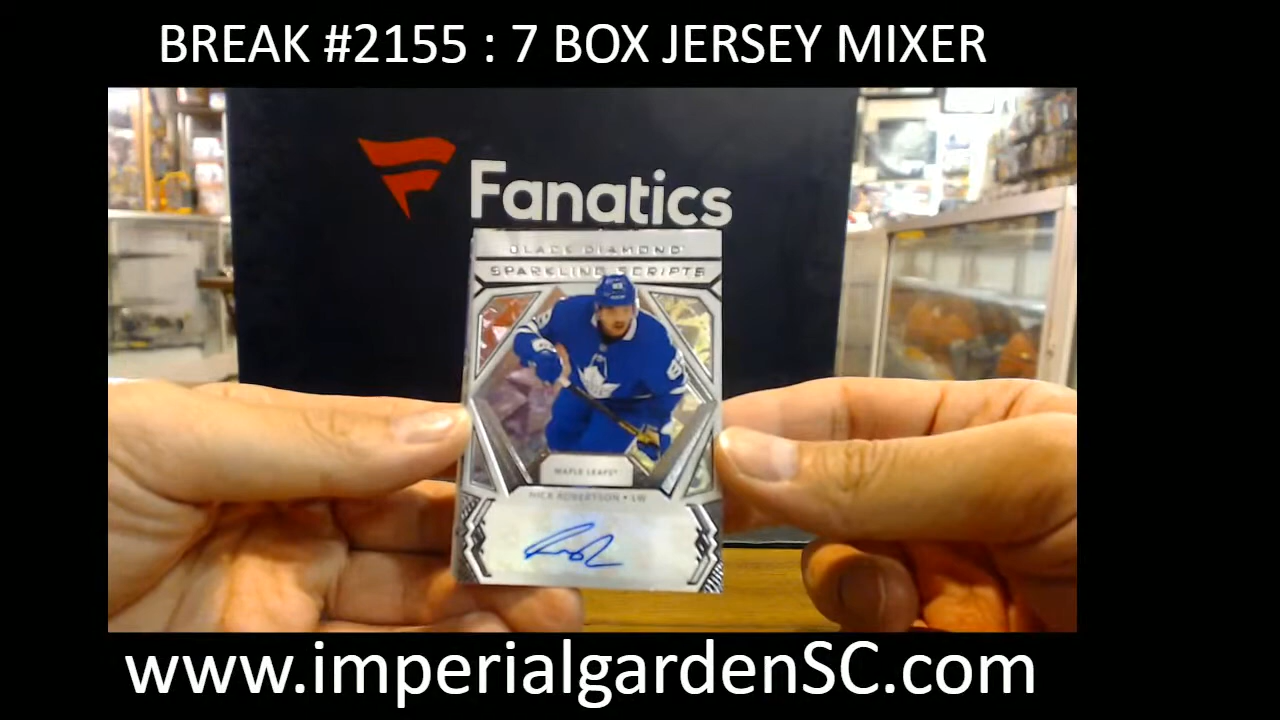 BREAK #2155 : 7 BOX JERSEY MIXER
Fanatics
BLACK DIAMOND
SPARKLING SCRIPTS
MAPLE LEAFS
NICK ROBERTSON • LW
www.imperialgardenSC.com